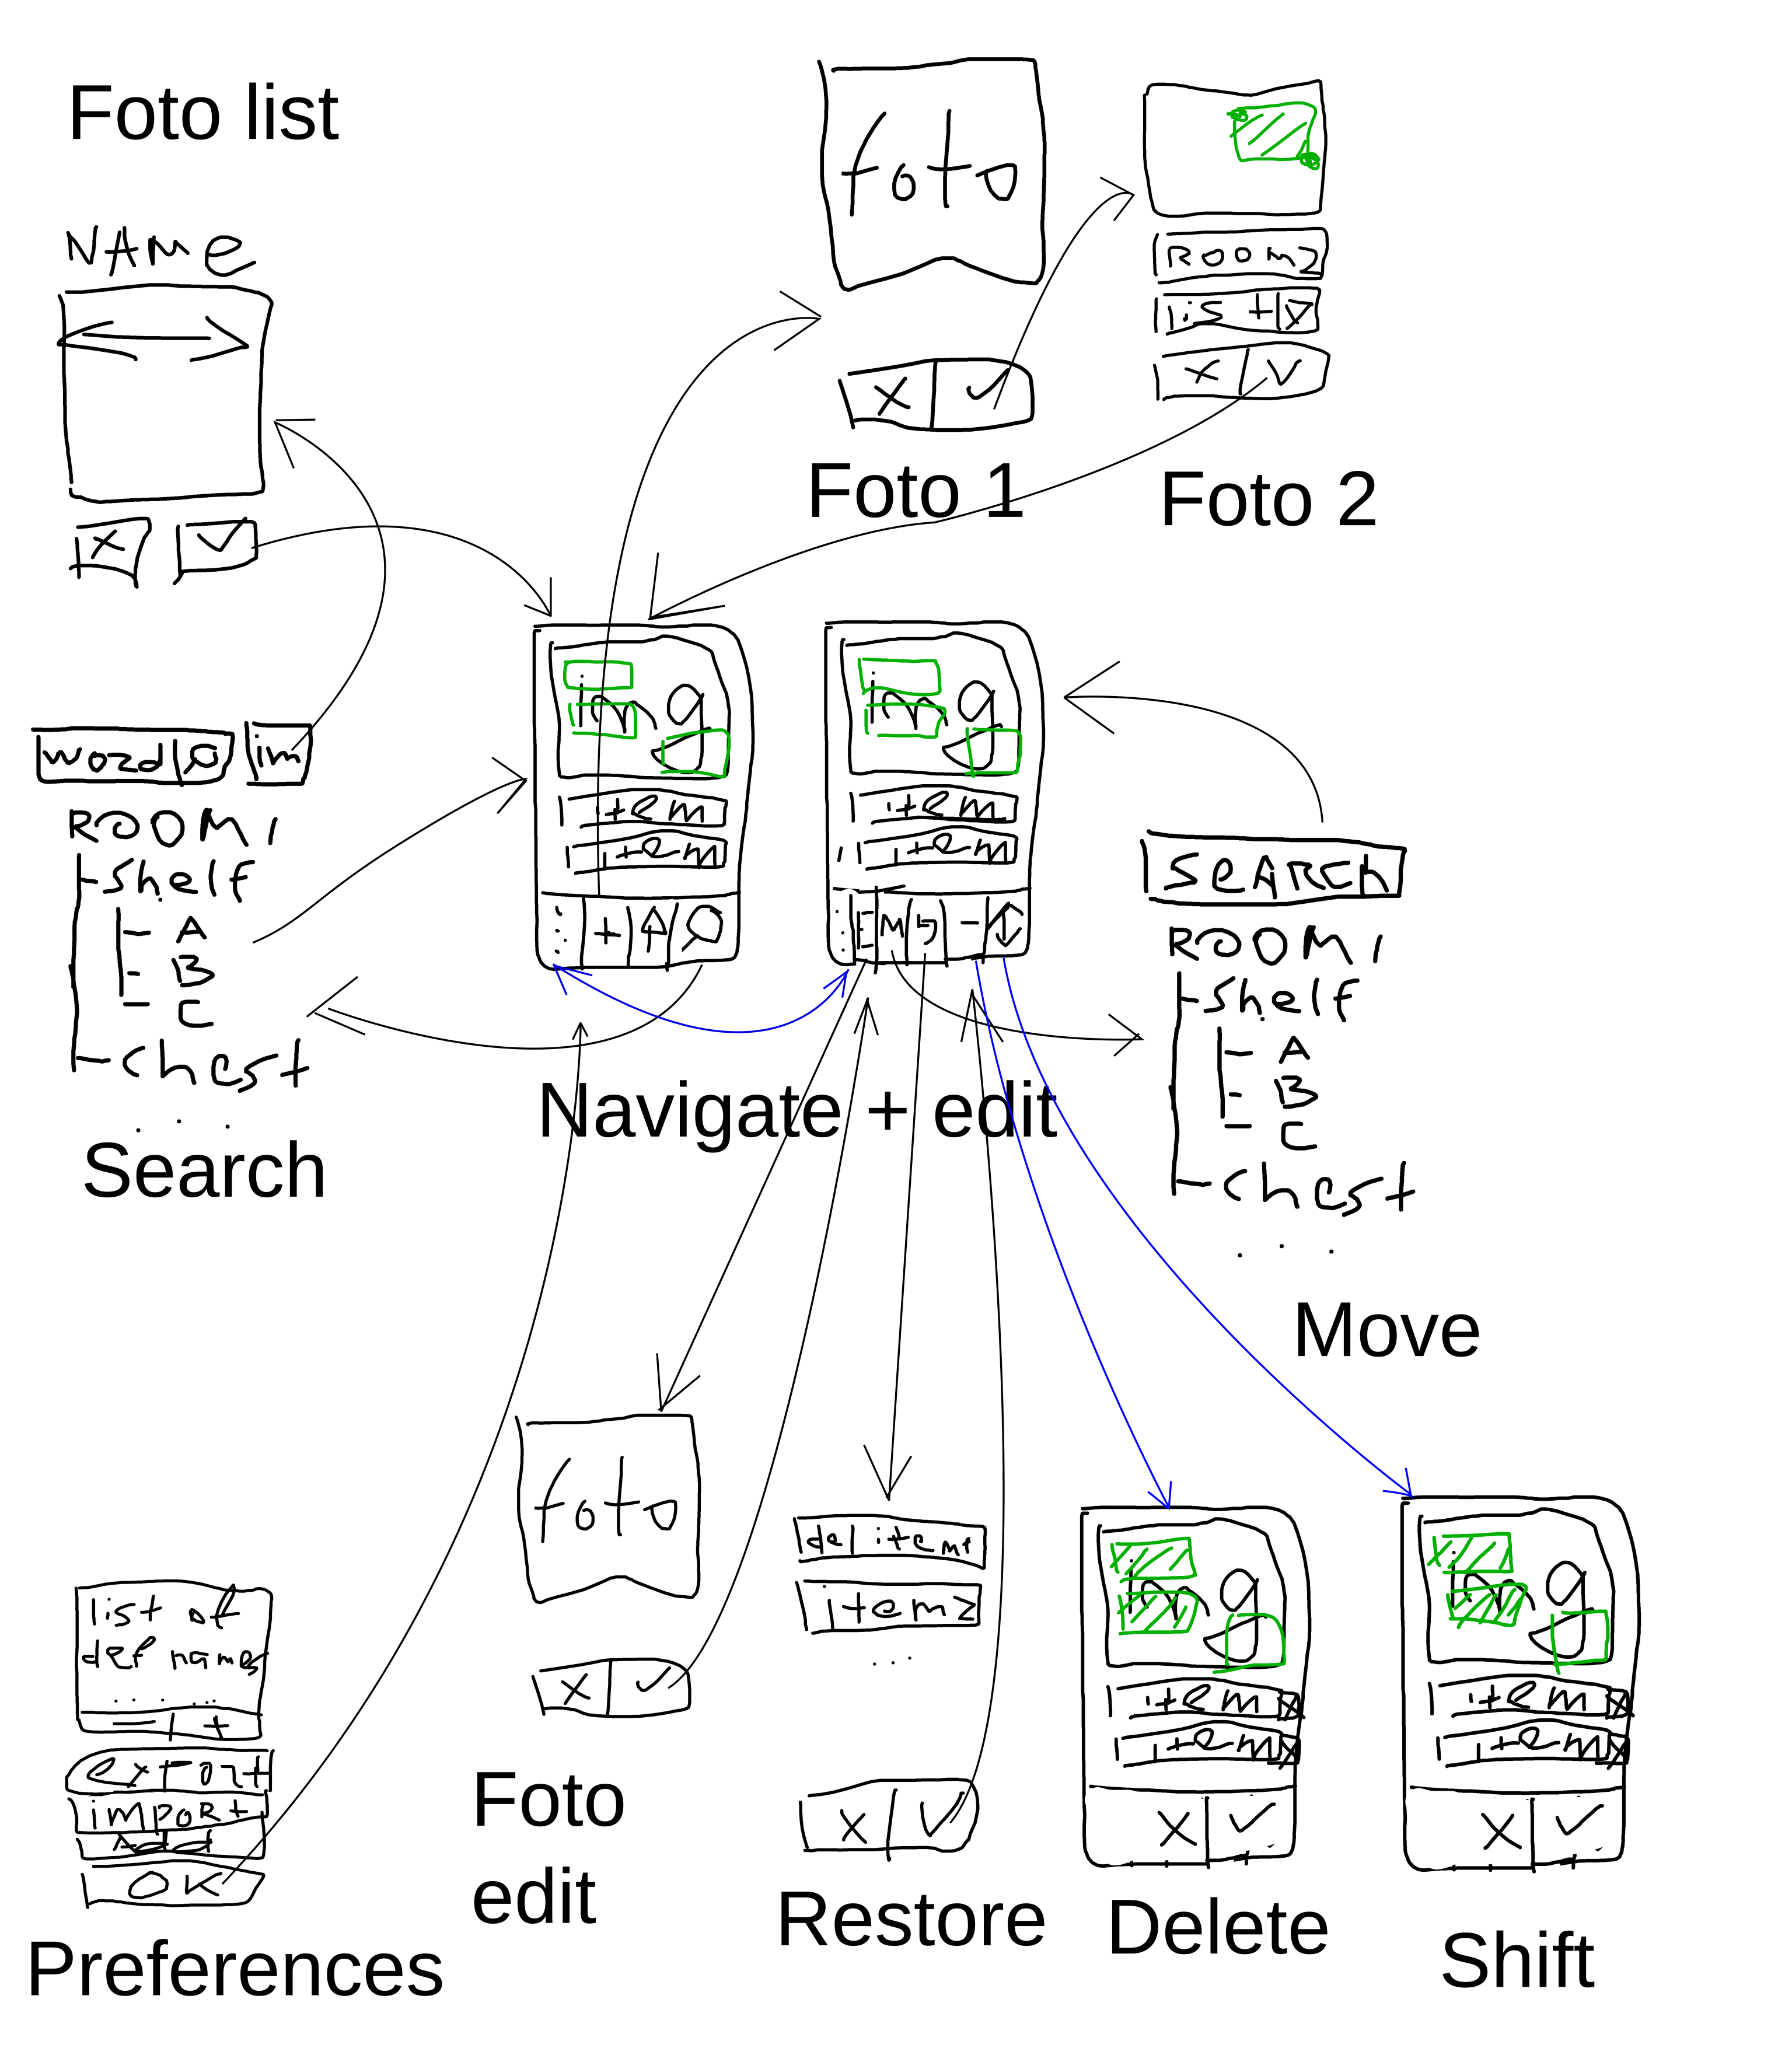 Foto list
NAME
foto
Foto 1
ROOM2
list
Foto 2
word
im
ROOM1
shelf
A
B
C
chest
...
Search
img
item
item
+
img
item
item
M
-
Navigate + edit
SEARCH
ROOM1
shelf
A
B
C
chest
...
Move
list of
def names
......
- +
export
import
OK
Preferences
foto
Foto
edit
del item1
item2
...
Restore
img
item x
item x
x
Delete
img
item x
item x
x
Shift